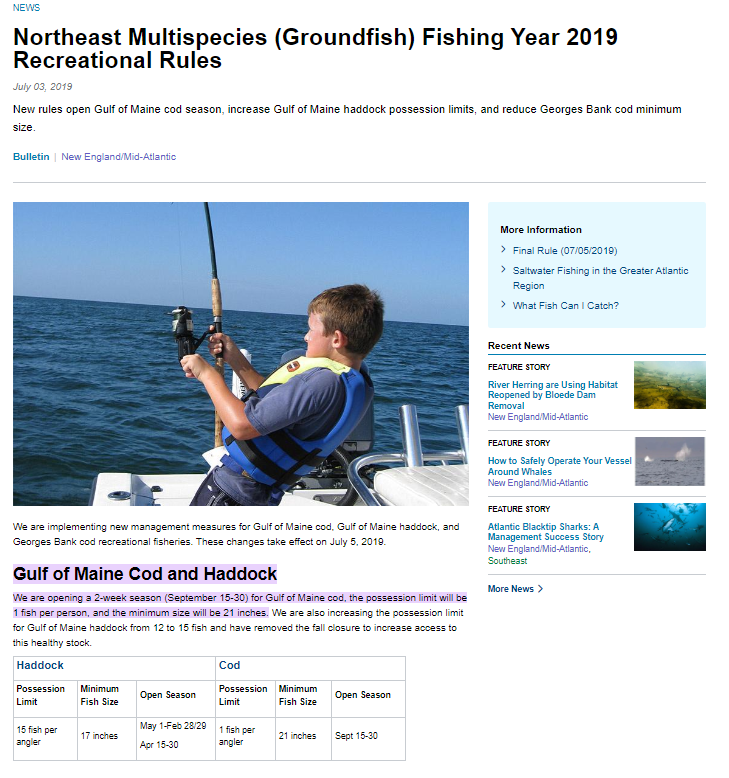 NEWS
Northeast Multispecies (Groundfish) Fishing Year 2019
Recreational Rules
July 03, 2019
New rules open Gulf of Maine cod season, increase Gulf of Maine haddock possession limits, and reduce Georges Bank cod minimum
size.
Bulletin | New England/Mid-Atlantic
We are implementing new management measures for Gulf of Maine cod, Gulf of Maine haddock, and
Georges Bank cod recreational fisheries. These changes take effect on July 5, 2019.
Gulf of Maine Cod and Haddock
We are opening a 2-week season (September 15-30) for Gulf of Maine cod, the possession limit will be
1 fish per person, and the minimum size will be 21 inches. We are also increasing the possession limit
for Gulf of Maine haddock from 12 to 15 fish and have removed the fall closure to increase access to
this healthy stock.
Haddock Cod
Possession Minimum Open Season Possession Minimum Open Season
Limit Fish Size Limit Fish Size
15 fish per 17 inches May 1-Feb 28/29 1 fish per 21 inches Sept 15-30
angler Apr 15-30 angler
More Information
Final Rule (07/05/2019)
Saltwater Fishing in the Greater Atlantic
Region
What Fish Can I Catch?
Recent News
FEATURE STORY
River Herring are Using Habitat
Reopened by Bloede Dam
Removal
New England/Mid-Atlantic
FEATURE STORY
How to Safely Operate Your Vessel
Around Whales
New England/Mid-Atlantic
FEATURE STORY
Atlantic Blacktip Sharks: A
Management Success Story
New England/Mid-Atlantic,
Southeast
More News >